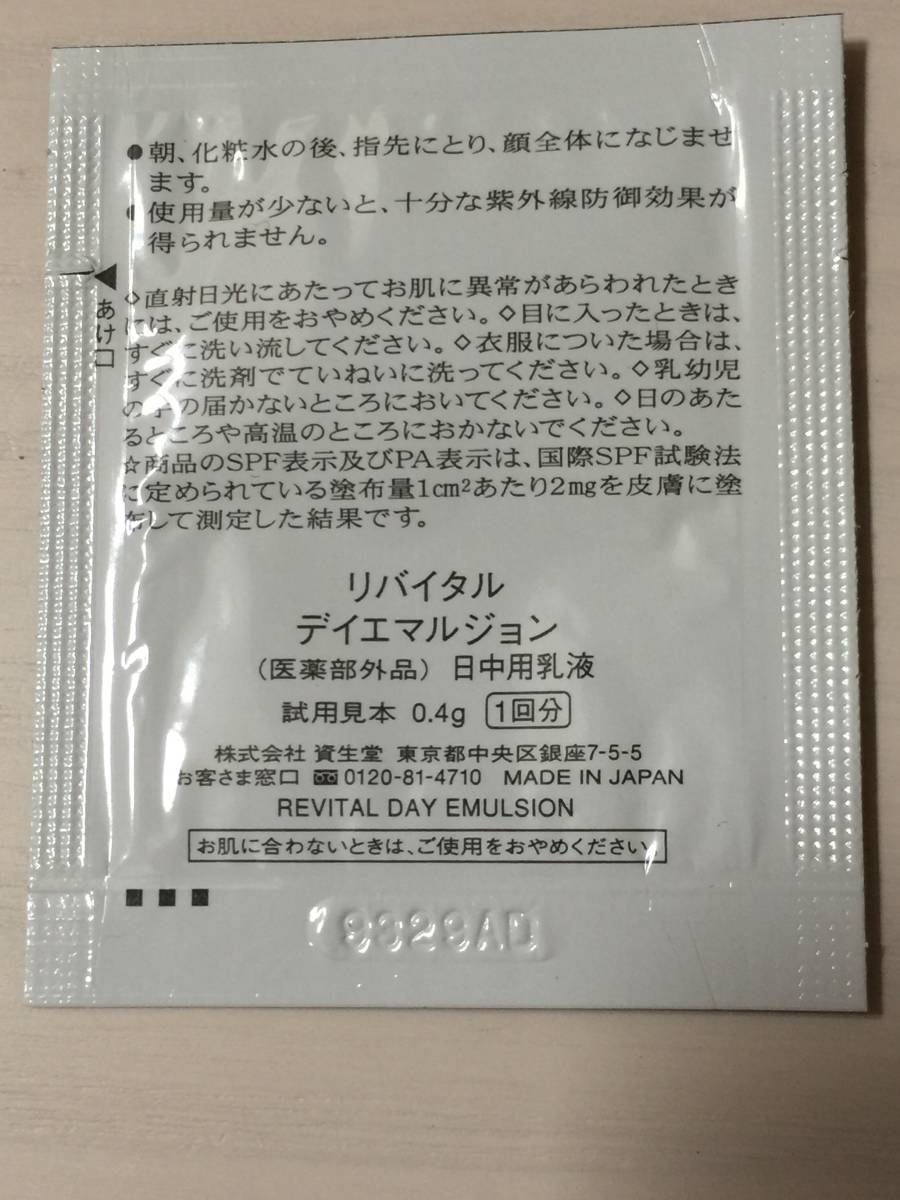 ●朝、化粧水の後、指先にとり、顔全体になじませ
ます。
●使用量が少ないと、十分な紫外線防御効果が
得られません。
あけ口
◇直射日光にあたってお肌に異常があらわれたとき
には、ご使用をおやめください。◇目に入ったときは、
すぐに洗い流してください。◇衣服についた場合は、
すぐに洗剤でていねいに洗ってください。◇乳幼児
の手の届かないところにおいてください。◇日のあた
るところや高温のところにおかないでください。
☆商品のSPF表示及びPA表示は、国際SPF試験法
に定められている塗布量1cm²あたり2mgを皮膚に塗
布して測定した結果です。
リバイタル
デイエマルジョン
(医薬部外品) 日中用乳液
試用見本 0.4g 1回分
株式会社 資生堂 東京都中央区銀座7-5-5
お客さま窓口 0120-81-4710 MADE IN JAPAN
REVITAL DAY EMULSION
お肌に合わないときは、ご使用をおやめください。